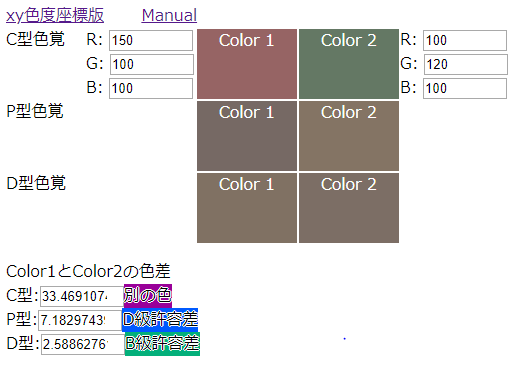 xy色度座標版 Manual
C型色覚 R: 150 Color 1 Color 2 R: 100
G: 100 G: 120
B: 100 B: 100
P型色覚 Color 1 Color 2
D型色覚 Color 1 Color 2
Color1とColor2の色差
C型:33.4691074 別の色
P型:7.1829743 D級許容差
D型:2.5886276 B級許容差